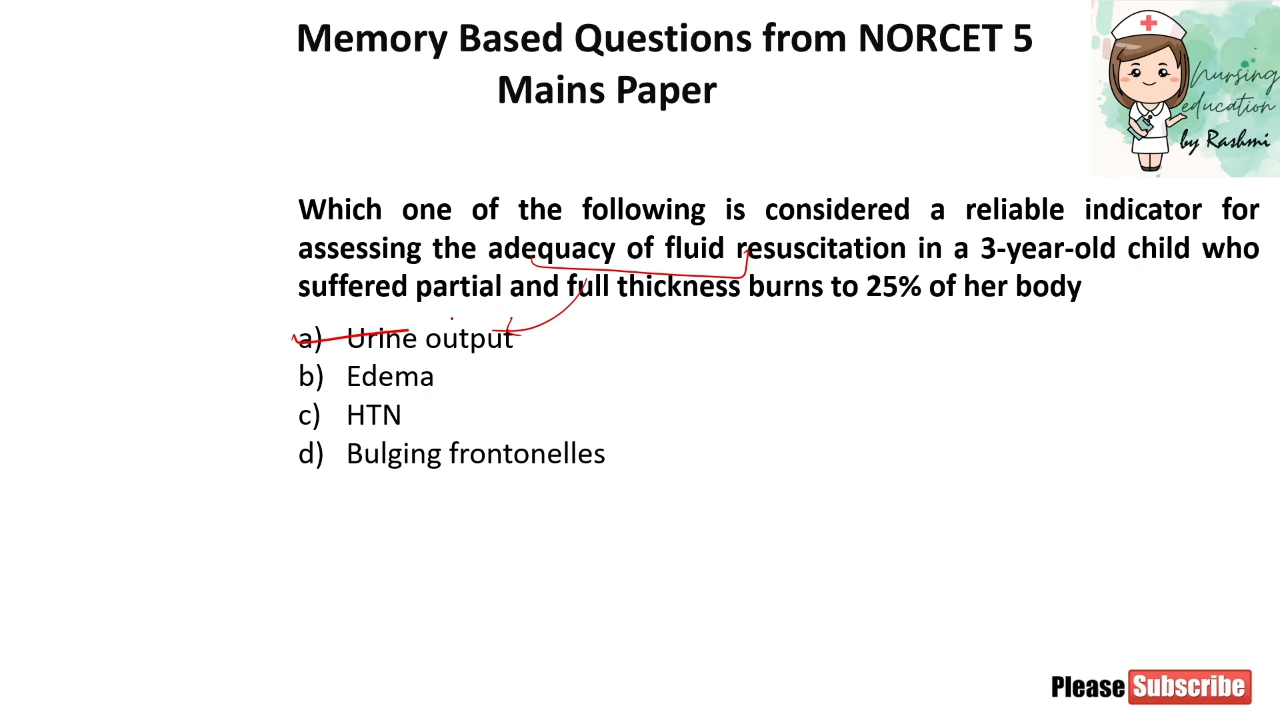 Memory Based Questions from NORCET 5
Mains Paper
nursing
education
by Rashmi
Which one of the following is considered a reliable indicator for
assessing the adequacy of fluid resuscitation in a 3-year-old child who
suffered partial and full thickness burns to 25% of her body
a) Urine output
b) Edema
c) HTN
d) Bulging frontonelles
Please Subscribe